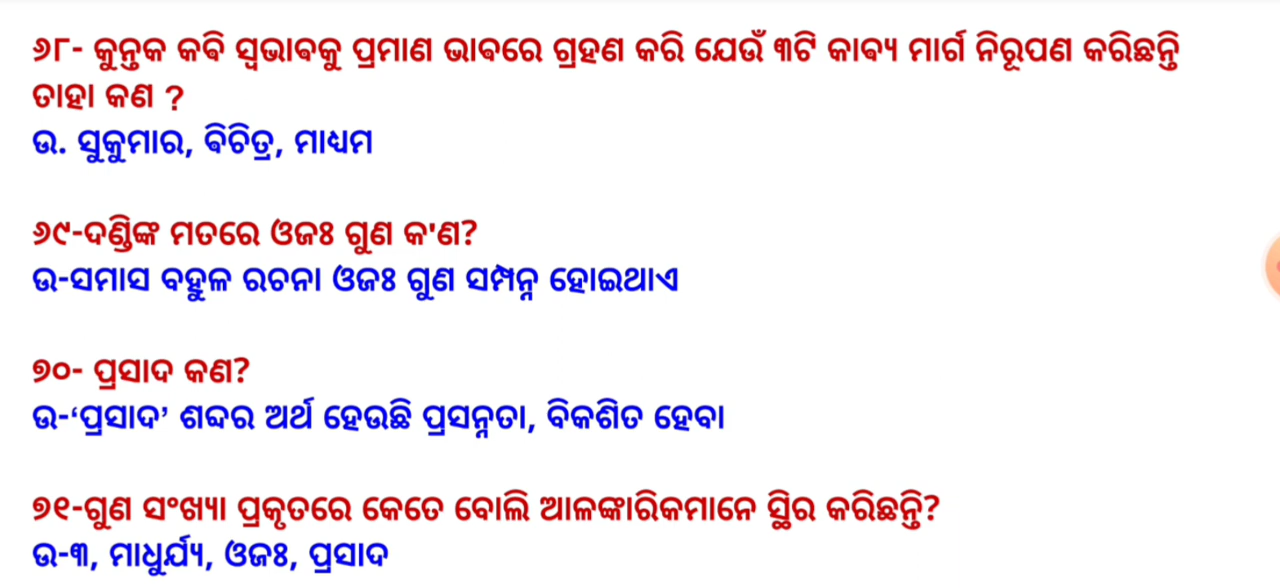 ୬୮- କୁନ୍ତକ କବି ସ୍ୱଭାବକୁ ପ୍ରମାଣ ଭାବରେ ଗ୍ରହଣ କରି ଯେଉଁ ୩ଟି କାବ୍ୟ ମାର୍ଗ ନିରୂପଣ କରିଛନ୍ତି
ତାହା କଣ ?
ଉ. ସୁକୁମାର, ଵିଚିତ୍ର, ମାଧ୍ୟମ
୬୯-ଦଣ୍ଡିଙ୍କ ମତରେ ଓଜଃ ଗୁଣ କ'ଣ?
ଉ-ସମାସ ବହୁଳ ରଚନା ଓଜଃ ଗୁଣ ସମ୍ପନ୍ନ ହୋଇଥାଏ
୭୦- ପ୍ରସାଦ କଣ?
ଉ-‘ପ୍ରସାଦ’ ଶବ୍ଦର ଅର୍ଥ ହେଉଛି ପ୍ରସନ୍ନତା, ବିକଶିତ ହେବା
୭୧-ଗୁଣ ସଂଖ୍ୟା ପ୍ରକୃତରେ କେତେ ବୋଲି ଆଳଙ୍କାରିକମାନେ ସ୍ଥିର କରିଛନ୍ତି?
ଉ-୩, ମାଧୁର୍ଯ୍ୟ, ଓଜଃ, ପ୍ରସାଦ